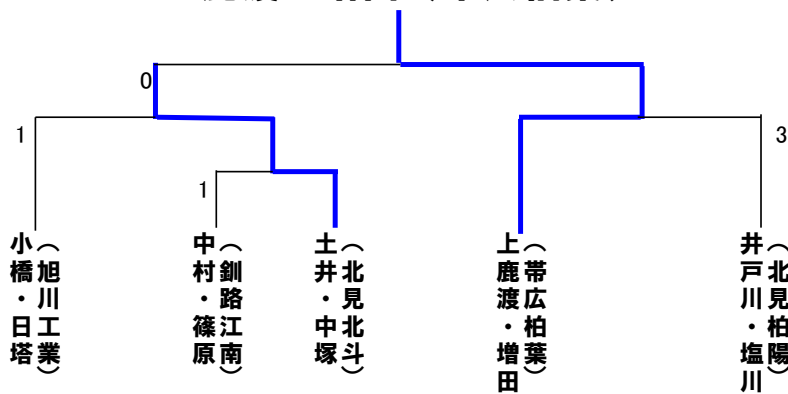 0
1
3
1
小橋・日塔
(旭川工業)
中村・篠原
(釧路江南)
土井・中塚
(北見北斗)
上鹿渡・増田
(帯広柏葉)
井戸川・塩川
(北見柏陽)